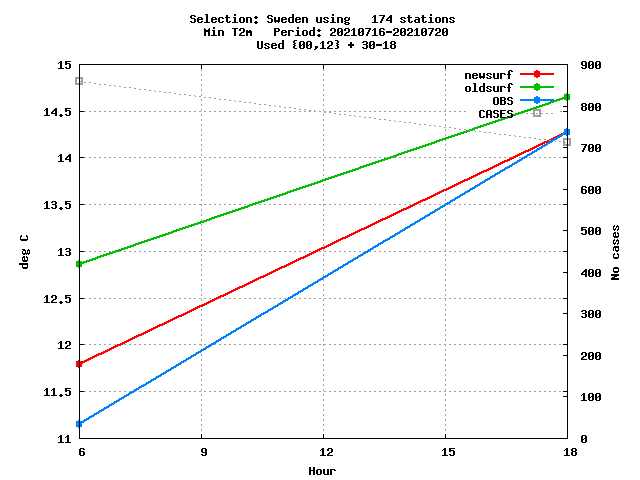 Selection: Sweden using   174 stations
Min T2m   Period: 20210716-20210720
Used {00,12} + 30-18
newsurf
oldsurf
OBS
CASES
15
14.5
14
13.5
13
12.5
12
11.5
11
deg C
900
800
700
600
500
400
300
200
100
0
No cases
6 9 12 15 18
Hour